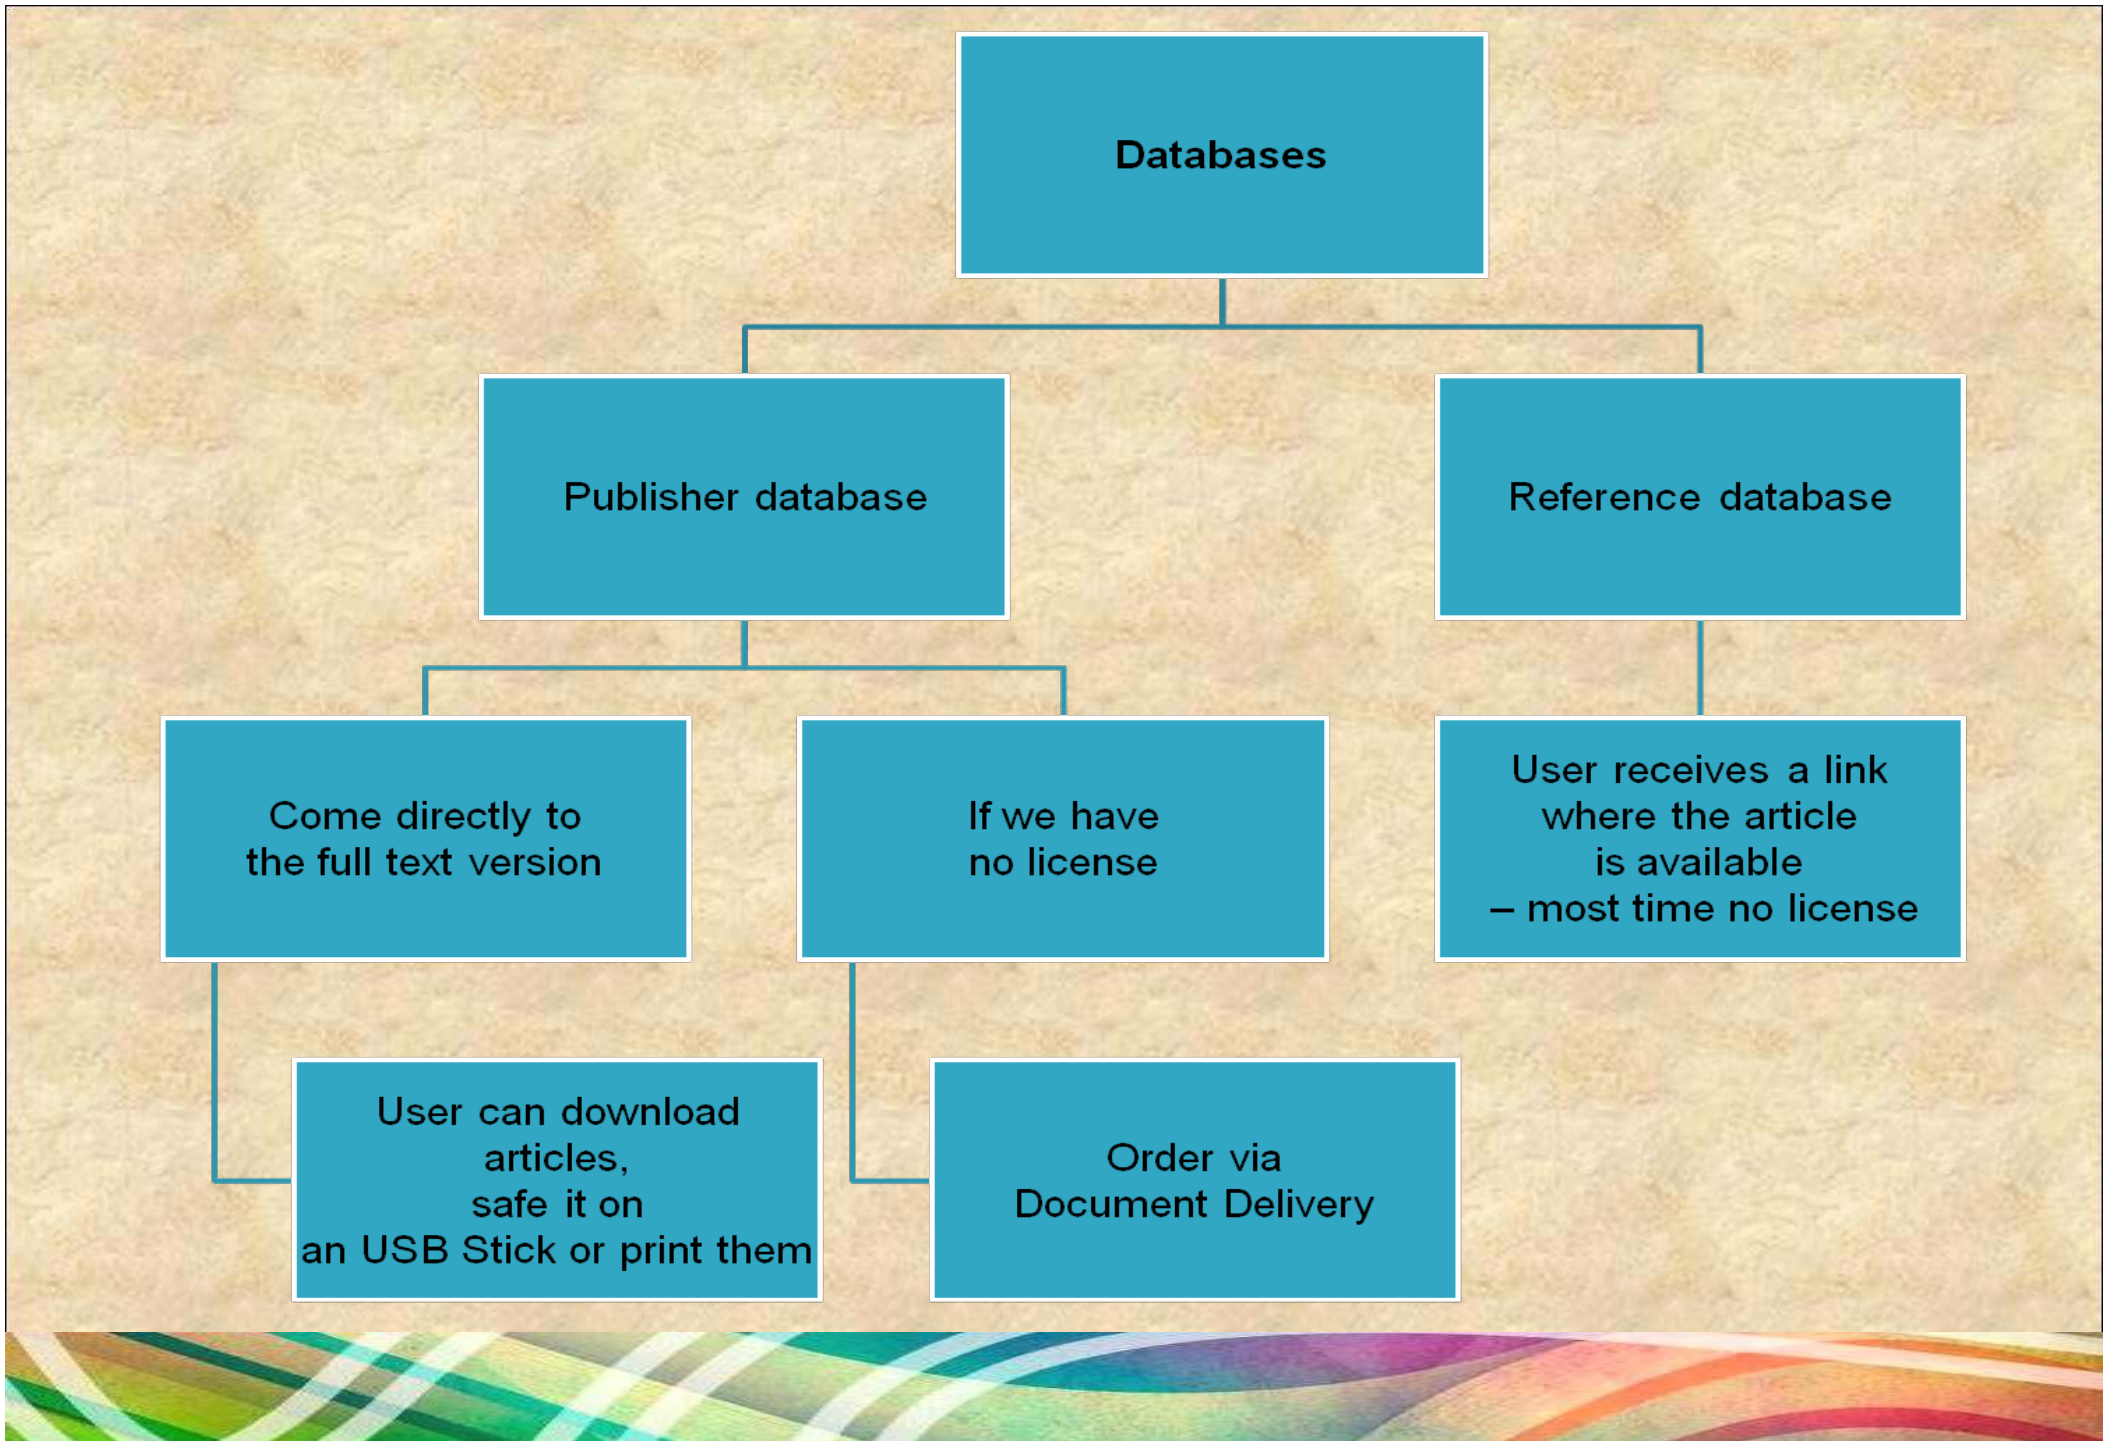 Databases
Publisher database
Reference database
Come directly to
the full text version
If we have
no license
User receives a link
where the article
is available
– most time no license
User can download
articles,
safe it on
an USB Stick or print them
Order via
Document Delivery